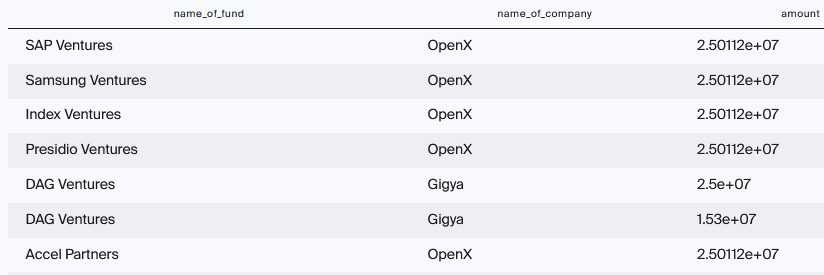 name_of_fund name_of_company amount
SAP Ventures OpenX 2.50112e+07
Samsung Ventures OpenX 2.50112e+07
Index Ventures OpenX 2.50112e+07
Presidio Ventures OpenX 2.50112e+07
DAG Ventures Gigya 2.5e+07
DAG Ventures Gigya 1.53e+07
Accel Partners OpenX 2.50112e+07